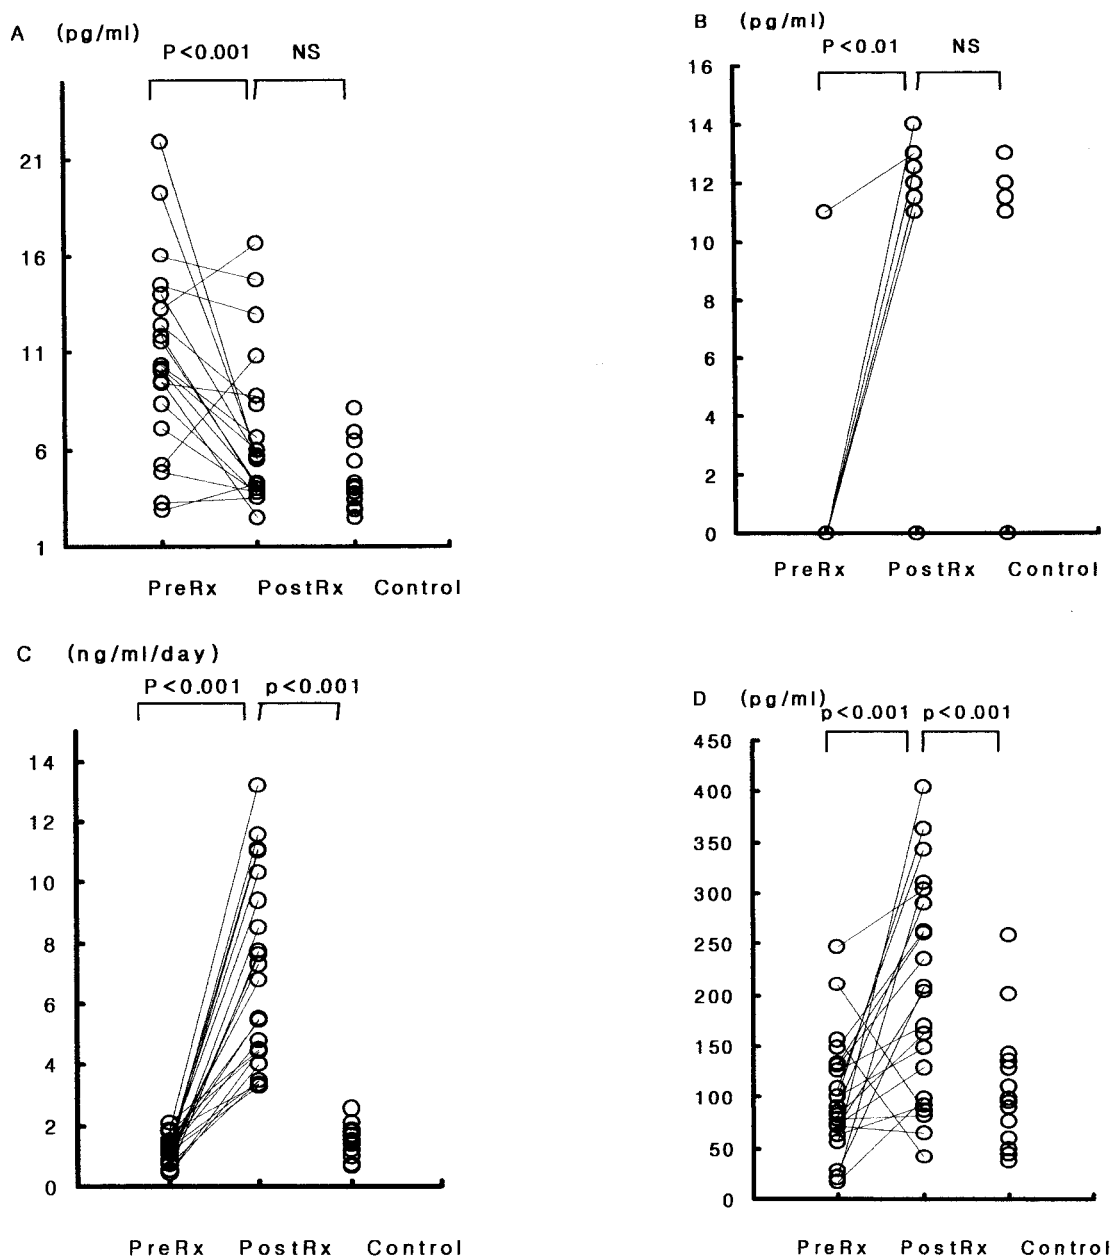 A (pg/ml)
P<0.001 NS
21
16
11
6
1
PreRx PostRx Control
B (pg/ml)
P<0.01 NS
16
14
12
10
8
6
4
2
0
PreRx PostRx Control
C (ng/ml/day)
P<0.001 p<0.001
14
12
10
8
6
4
2
0
PreRx PostRx Control
D (pg/ml)
p<0.001 p<0.001
450
400
350
300
250
200
150
100
50
0
PreRx PostRx Control